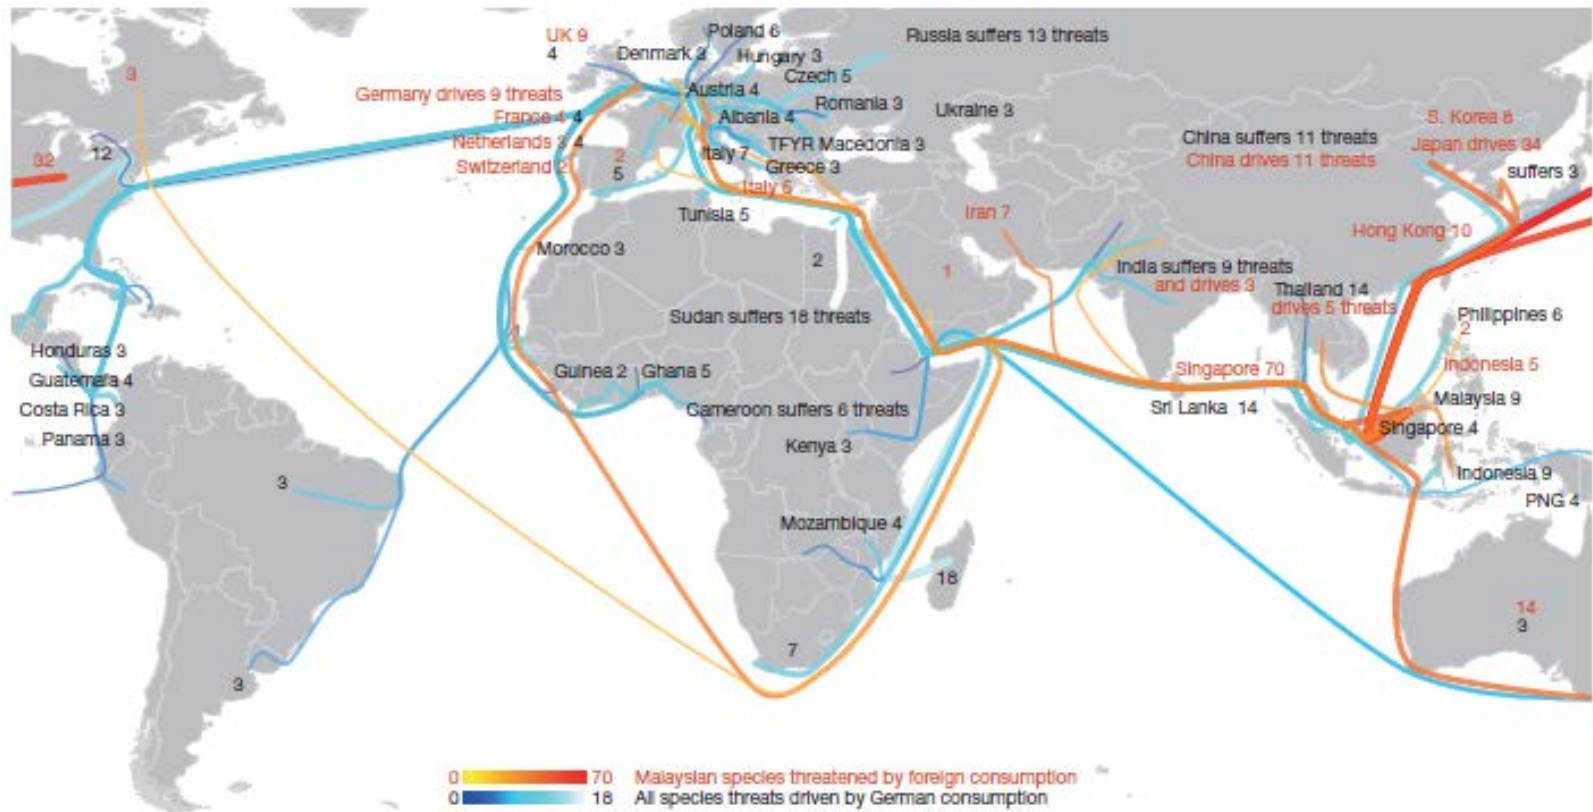 Poland 6
Russia suffers 13 threats
UK 9
4
Denmark 3
Hungary 3
3
Czech 5
Germany drives 9 threats
Austria 4
Romania 3
Ukraine 3
France 4 4
Albania 4
S. Korea 8
China suffers 11 threats
Japan drives 34
Netherlands 3 4
TFYR Macedonia 3
12
Italy 7
China drives 11 threats
32
Switzerland 2
2
5
Greece 3
suffers 3
Italy 6
Tunisia 5
Iran 7
Hong Kong 10
Morocco 3
2
1
India suffers 9 threats
and drives 3
Thailand 14
drives 5 threats
Sudan suffers 18 threats
Philippines 6
2
Honduras 3
Guinea 2
Ghana 5
Singapore 70
Indonesia 5
Guatemala 4
Malaysia 9
Costa Rica 3
Cameroon suffers 6 threats
Sri Lanka 14
Singapore 4
Panama 3
Kenya 3
Indonesia 9
3
PNG 4
Mozambique 4
18
14
3
7
3
0 70 Malaysian species threatened by foreign consumption
0 18 All species threats driven by German consumption